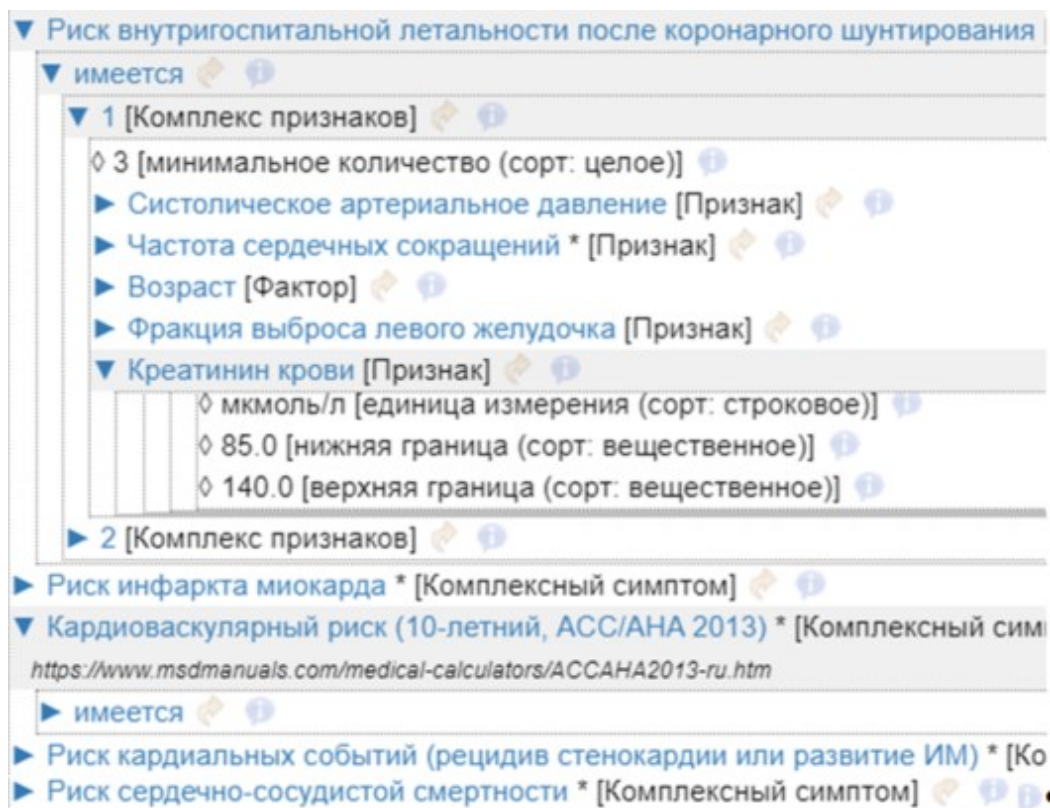 ▼ Риск внутригоспитальной летальности после коронарного шунтирования
▼ имеется
▼ 1 [Комплекс признаков]
◊ 3 [минимальное количество (сорт: целое)]
► Систолическое артериальное давление [Признак]
► Частота сердечных сокращений * [Признак]
► Возраст [Фактор]
► Фракция выброса левого желудочка [Признак]
▼ Креатинин крови [Признак]
◊ мкмоль/л [единица измерения (сорт: строковое)]
◊ 85.0 [нижняя граница (сорт: вещественное)]
◊ 140.0 [верхняя граница (сорт: вещественное)]
► 2 [Комплекс признаков]
► Риск инфаркта миокарда * [Комплексный симптом]
▼ Кардиоваскулярный риск (10-летний, ACC/AHA 2013) * [Комплексный сим
https://www.msdmanuals.com/medical-calculators/ACCAHA2013-ru.htm
► имеется
► Риск кардиальных событий (рецидив стенокардии или развитие ИМ) * [Ко
► Риск сердечно-сосудистой смертности * [Комплексный симптом]